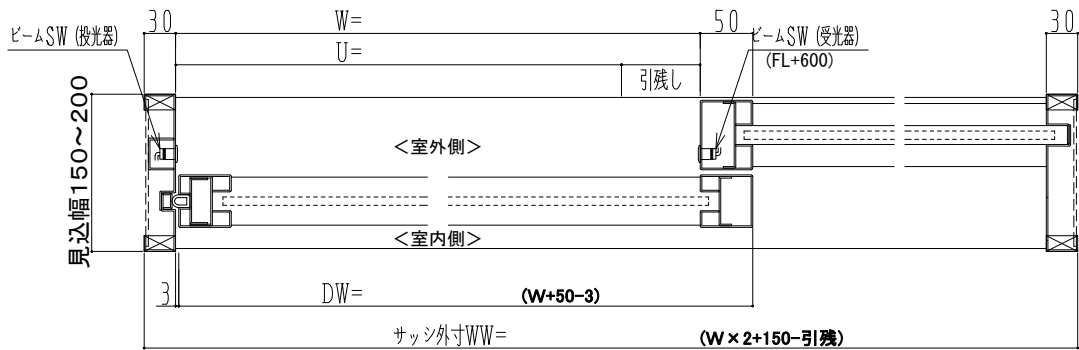 30
W=
50
30
ビームSW (投光器)
ビームSW (受光器)
(FL+600)
U=
引残し
見込幅150～200
＜室外側＞
＜室内側＞
3
DW=
(W+50-3)
サッシ外寸WW=
(W×2+150-引残)